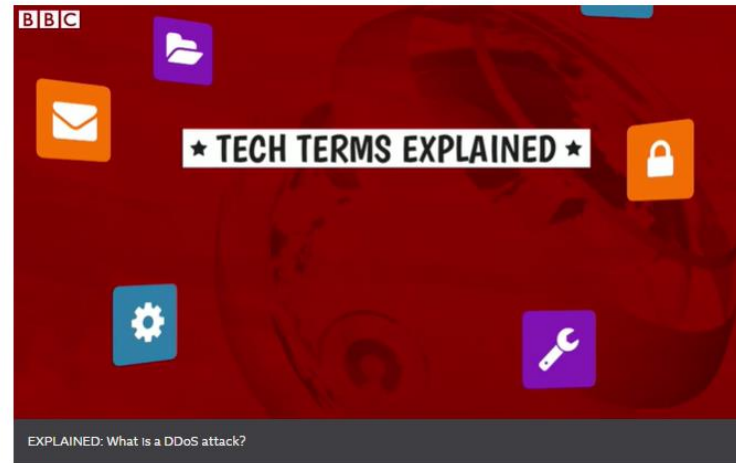 BBC
★ TECH TERMS EXPLAINED ★
EXPLAINED: What is a DDoS attack?